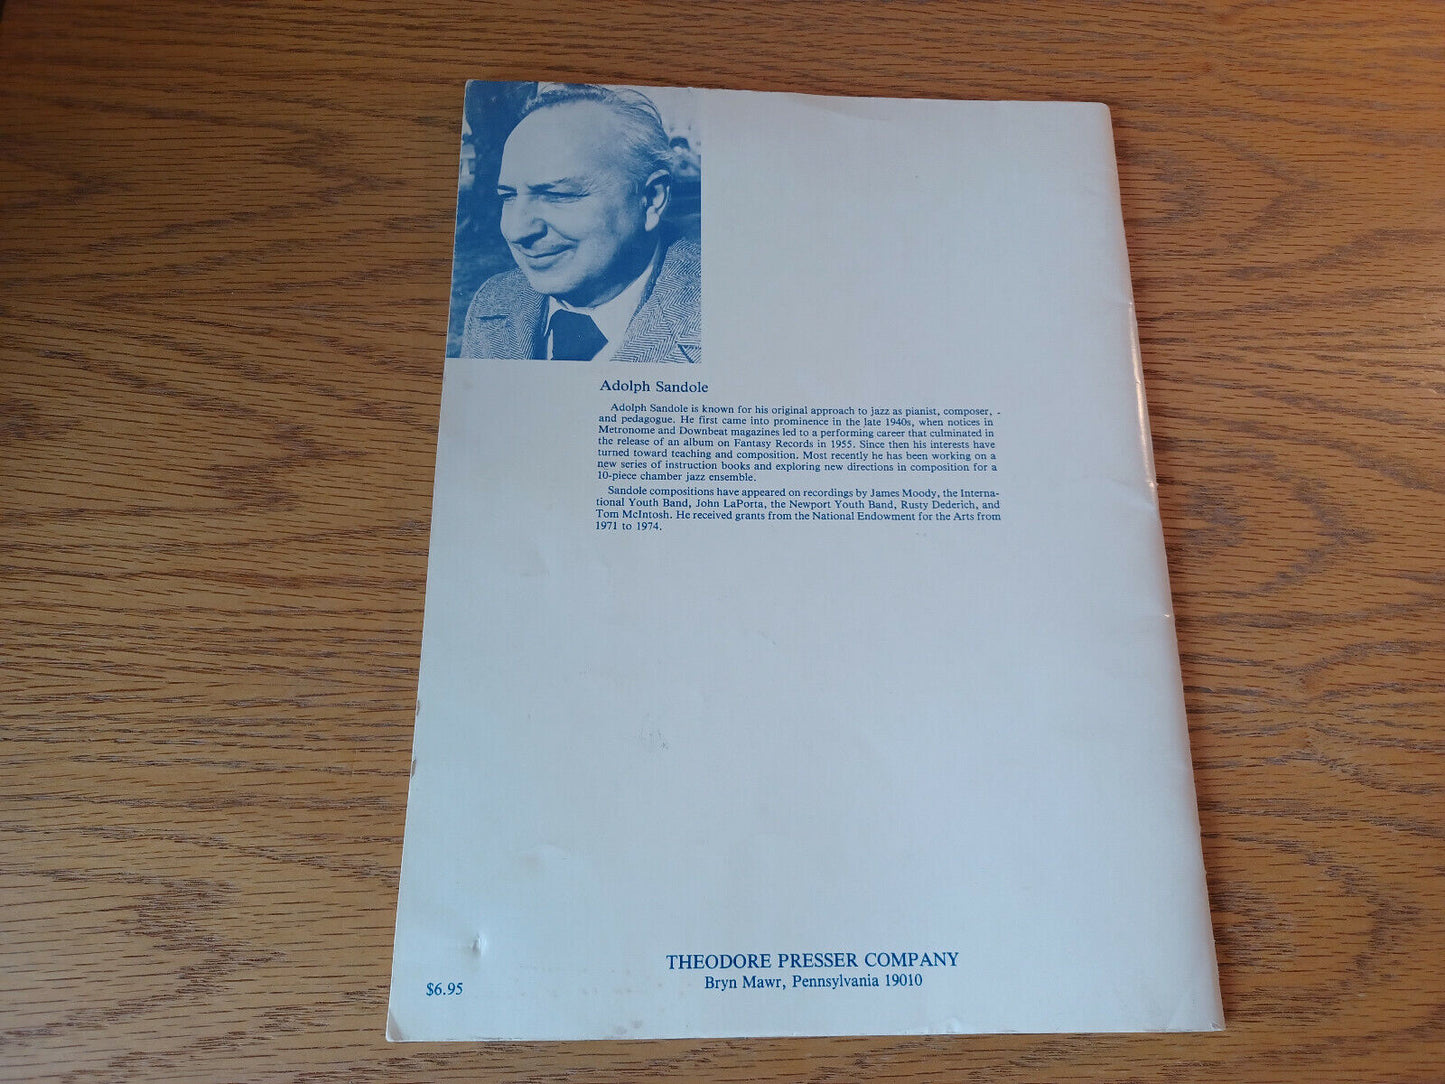 Adolph Sandole
Adolph Sandole is known for his original approach to jazz as pianist, composer, -
and pedagogue. He first came into prominence in the late 1940s, when notices in
Metronome and Downbeat magazines led to a performing career that culminated in
the release of an album on Fantasy Records in 1955. Since then his interests have
turned toward teaching and composition. Most recently he has been working on a
new series of instruction books and exploring new directions in composition for a
10-piece chamber jazz ensemble.
Sandole compositions have appeared on recordings by James Moody, the Interna-
tional Youth Band, John LaPorta, the Newport Youth Band, Rusty Dederich, and
Tom McIntosh. He received grants from the National Endowment for the Arts from
1971 to 1974.
THEODORE PRESSER COMPANY
Bryn Mawr, Pennsylvania 19010
$6.95